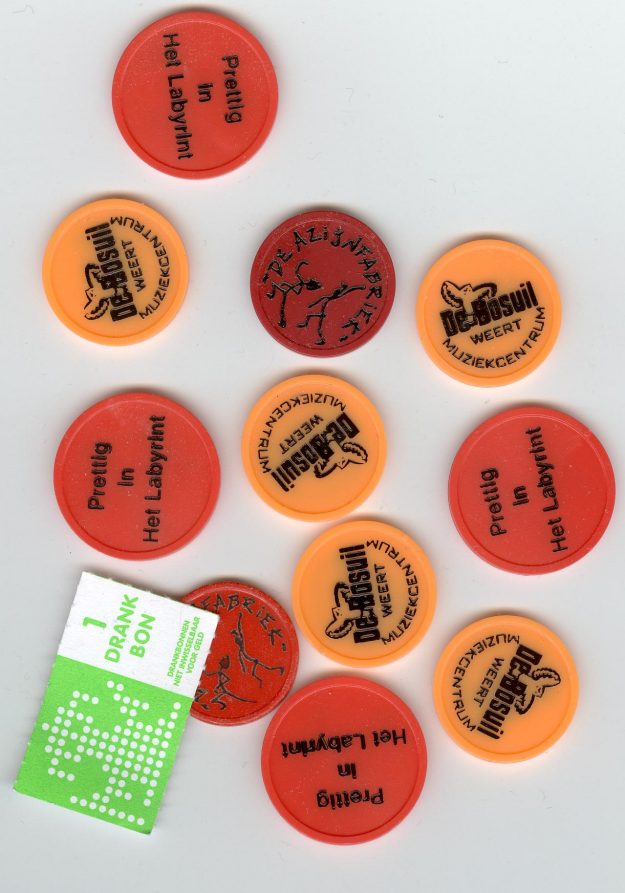 Prettig
in
Het Labyrint
De Bosuil
WEERT
MUZIEKCENTRUM
"DE AZIJNFABRIEK"
De Bosuil
WEERT
MUZIEKCENTRUM
Prettig
in
Het Labyrint
De Bosuil
WEERT
MUZIEKCENTRUM
Prettig
in
Het Labyrint
De Bosuil
WEERT
MUZIEKCENTRUM
1
DRANK
BON
DRANKBONNEN
NIET INWISSELBAAR
VOOR GELD
FABRIEK"
De Bosuil
WEERT
MUZIEKCENTRUM
Prettig
in
Het Labyrint